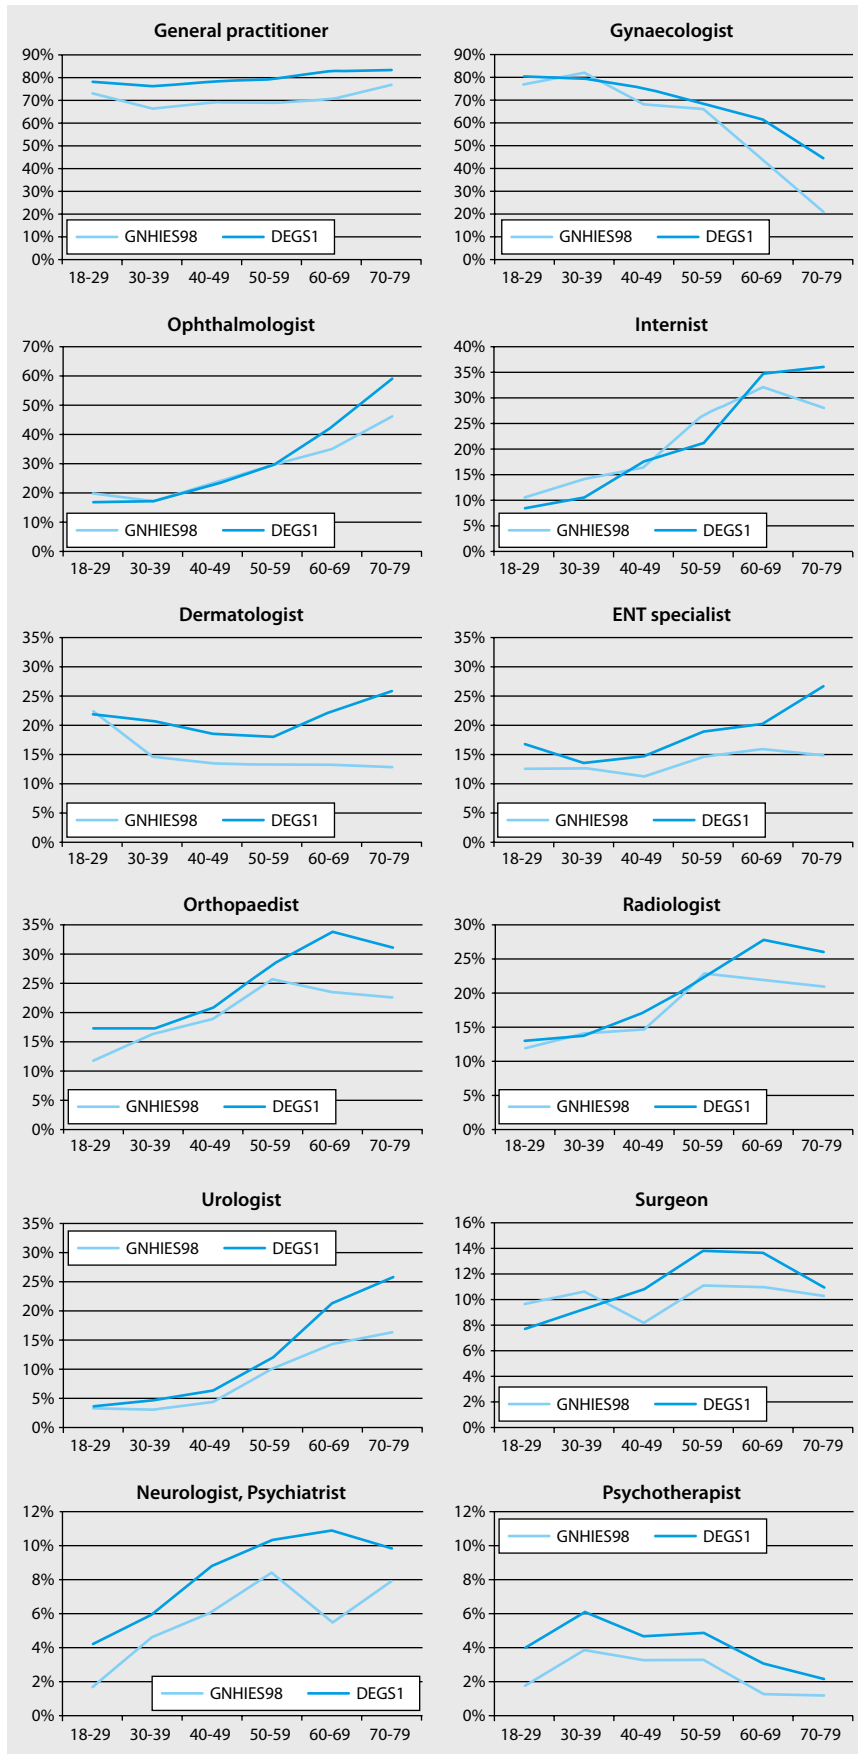 General practitioner
90%
80%
70%
60%
50%
40%
30%
20%
10%
0%
GNHIES98 DEGS1
18-29 30-39 40-49 50-59 60-69 70-79
Gynaecologist
90%
80%
70%
60%
50%
40%
30%
20%
10%
0%
GNHIES98 DEGS1
18-29 30-39 40-49 50-59 60-69 70-79
Ophthalmologist
70%
60%
50%
40%
30%
20%
10%
0%
GNHIES98 DEGS1
18-29 30-39 40-49 50-59 60-69 70-79
Internist
40%
35%
30%
25%
20%
15%
10%
5%
0%
GNHIES98 DEGS1
18-29 30-39 40-49 50-59 60-69 70-79
Dermatologist
35%
30%
25%
20%
15%
10%
5%
0%
GNHIES98 DEGS1
18-29 30-39 40-49 50-59 60-69 70-79
ENT specialist
35%
30%
25%
20%
15%
10%
5%
0%
GNHIES98 DEGS1
18-29 30-39 40-49 50-59 60-69 70-79
Orthopaedist
35%
30%
25%
20%
15%
10%
5%
0%
GNHIES98 DEGS1
18-29 30-39 40-49 50-59 60-69 70-79
Radiologist
30%
25%
20%
15%
10%
5%
0%
GNHIES98 DEGS1
18-29 30-39 40-49 50-59 60-69 70-79
Urologist
35%
30%
25%
20%
15%
10%
5%
0%
GNHIES98 DEGS1
18-29 30-39 40-49 50-59 60-69 70-79
Surgeon
16%
14%
12%
10%
8%
6%
4%
2%
0%
GNHIES98 DEGS1
18-29 30-39 40-49 50-59 60-69 70-79
Neurologist, Psychiatrist
12%
10%
8%
6%
4%
2%
0%
GNHIES98 DEGS1
18-29 30-39 40-49 50-59 60-69 70-79
Psychotherapist
12%
10%
8%
6%
4%
2%
0%
GNHIES98 DEGS1
18-29 30-39 40-49 50-59 60-69 70-79